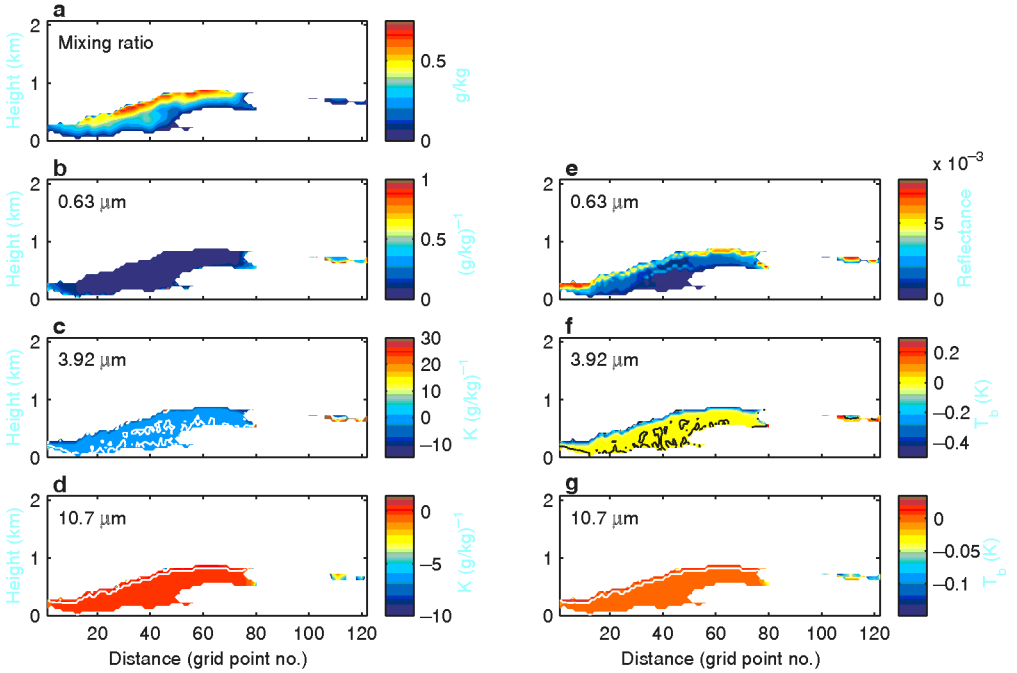 a
Mixing ratio
Height (km)
2
1
0
0.5
0
g/kg
b
0.63 μm
Height (km)
2
1
0
1
0.5
0
(g/kg)⁻¹
e
0.63 μm
2
1
0
x 10⁻³
5
0
Reflectance
c
3.92 μm
Height (km)
2
1
0
30
20
10
0
−10
K (g/kg)⁻¹
f
3.92 μm
2
1
0
0.2
0
−0.2
−0.4
T_b (K)
d
10.7 μm
Height (km)
2
1
0
20 40 60 80 100 120
Distance (grid point no.)
0
−5
−10
K (g/kg)⁻¹
g
10.7 μm
2
1
0
20 40 60 80 100 120
Distance (grid point no.)
0
−0.05
−0.1
T_b (K)